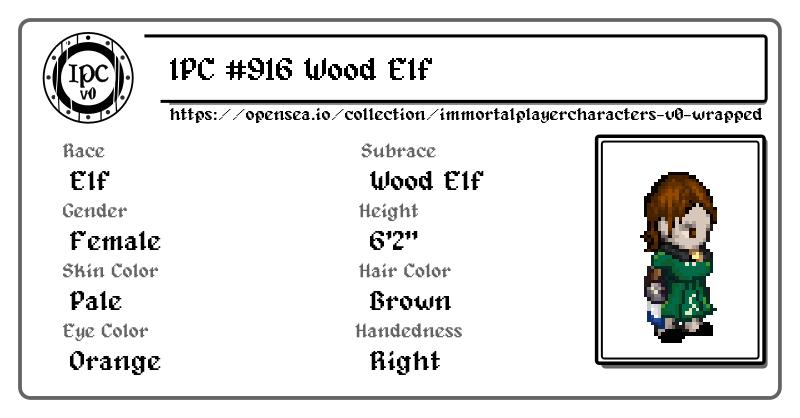 IPC v0
IPC #916 Wood Elf
https://opensea.io/collection/immortalplayercharacters-v0-wrapped
Race
Subrace
Elf
Wood Elf
Gender
Height
Female
6'2"
Skin Color
Hair Color
Pale
Brown
Eye Color
Handedness
Orange
Right